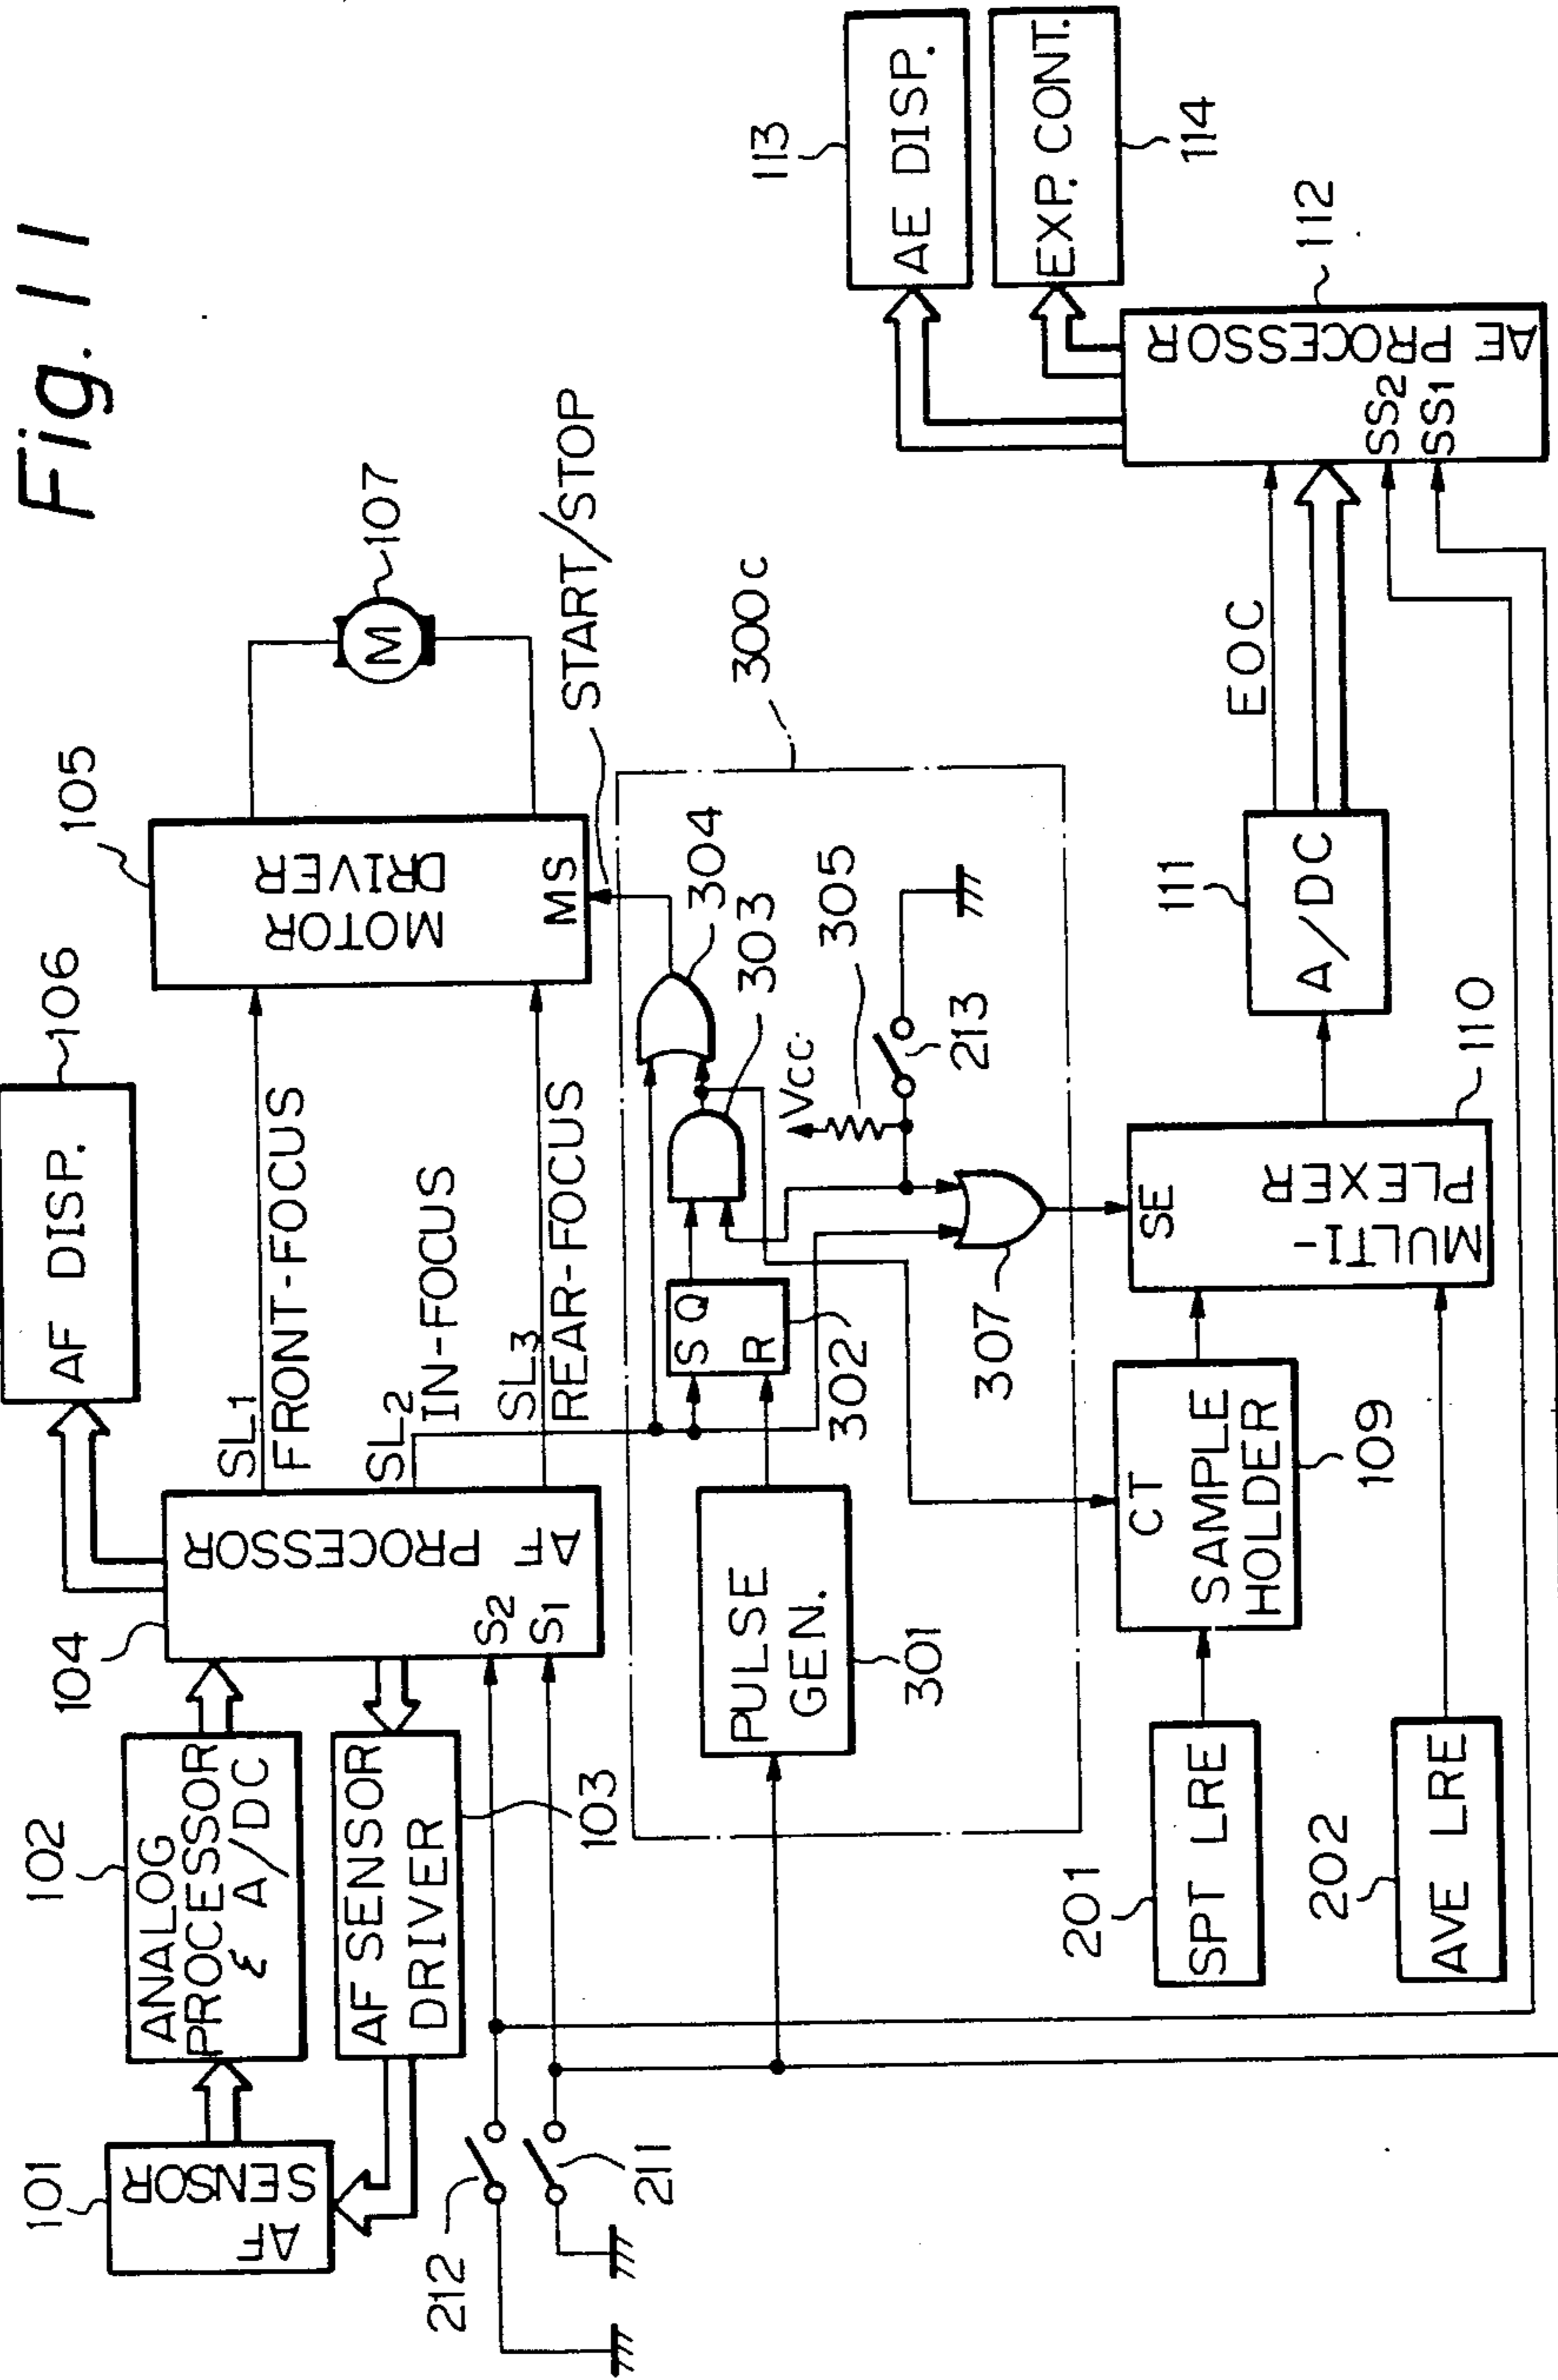 Fig. 11
101
AF
SENSOR
102
ANALOG
PROCESSOR
& A/DC
AF SENSOR
DRIVER
103
104
AF PROCESSOR
S2
S1
106
AF DISP.
SL1
FRONT-FOCUS
SL2
IN-FOCUS
SL3
REAR-FOCUS
105
MOTOR
DRIVER
MS
M
107
START/STOP
212
211
300c
PULSE
GEN.
301
S Q
R
302
303
304
305
Vcc
213
307
201
SPT LRE
202
AVE LRE
CT
SAMPLE
HOLDER
109
SE
MULTI-
PLEXER
110
111
A/DC
EOC
SS2
SS1
AE PROCESSOR
112
113
AE DISP.
EXP. CONT.
114